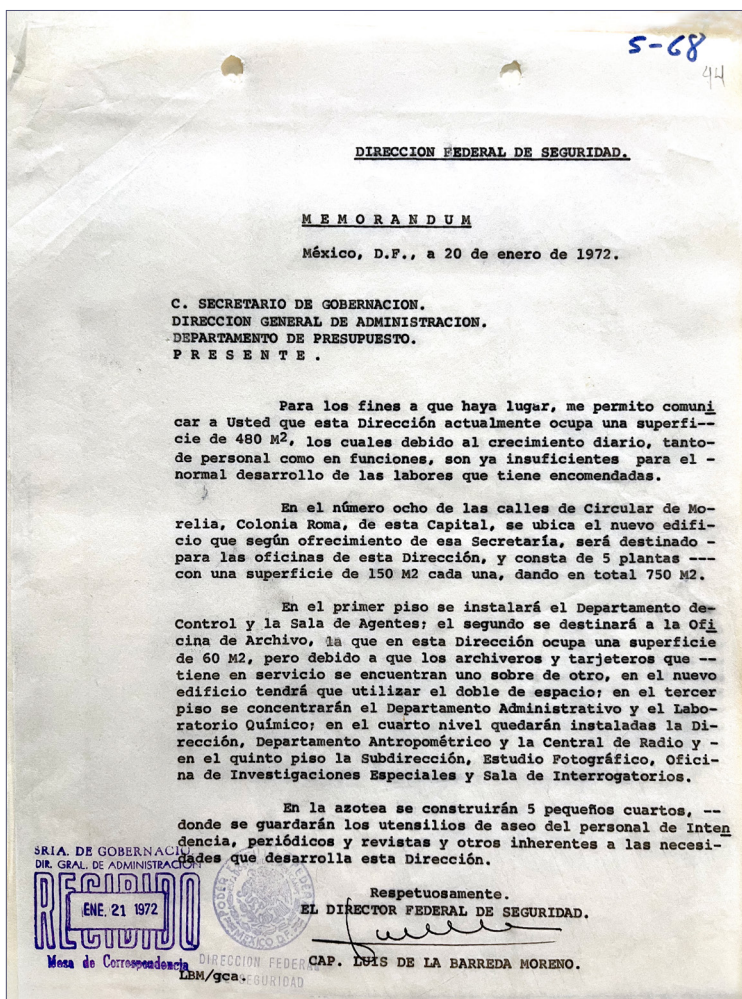 5-68
44
DIRECCION FEDERAL DE SEGURIDAD.
M E M O R A N D U M
México, D.F., a 20 de enero de 1972.
C. SECRETARIO DE GOBERNACION.
DIRECCION GENERAL DE ADMINISTRACION.
DEPARTAMENTO DE PRESUPUESTO.
P R E S E N T E .
Para los fines a que haya lugar, me permito comuni
car a Usted que esta Dirección actualmente ocupa una superfi--
cie de 480 M2, los cuales debido al crecimiento diario, tanto-
de personal como en funciones, son ya insuficientes para el -
normal desarrollo de las labores que tiene encomendadas.
En el número ocho de las calles de Circular de Mo-
relia, Colonia Roma, de esta Capital, se ubica el nuevo edifi-
cio que según ofrecimiento de esa Secretaría, será destinado -
para las oficinas de esta Dirección, y consta de 5 plantas ---
con una superficie de 150 M2 cada una, dando en total 750 M2.
En el primer piso se instalará el Departamento de-
Control y la Sala de Agentes; el segundo se destinará a la Ofi
cina de Archivo, la que en esta Dirección ocupa una superficie
de 60 M2, pero debido a que los archiveros y tarjeteros que --
tiene en servicio se encuentran uno sobre de otro, en el nuevo
edificio tendrá que utilizar el doble de espacio; en el tercer
piso se concentrarán el Departamento Administrativo y el Labo-
ratorio Químico; en el cuarto nivel quedarán instaladas la Di-
rección, Departamento Antropométrico y la Central de Radio y -
en el quinto piso la Subdirección, Estudio Fotográfico, Ofici-
na de Investigaciones Especiales y Sala de Interrogatorios.
En la azotea se construirán 5 pequeños cuartos, --
donde se guardarán los utensilios de aseo del personal de Inten
dencia, periódicos y revistas y otros inherentes a las necesi-
dades que desarrolla esta Dirección.
SRIA. DE GOBERNACIO
DIR. GRAL. DE ADMINISTRACION
RECIBIDO
ENE. 21 1972
Mesa de Correspondencia
PODER
MEXICO D.F.
DIRECCION FEDERAL
SEGURIDAD
Respetuosamente.
EL DIRECTOR FEDERAL DE SEGURIDAD.
CAP. LUIS DE LA BARREDA MORENO.
LBM/gca.